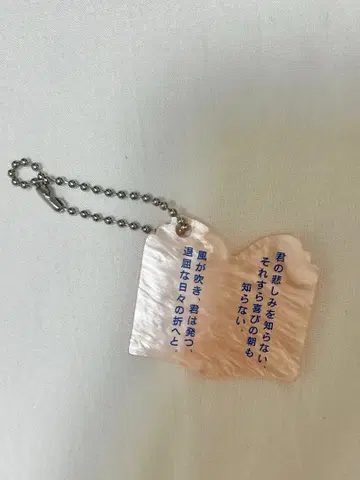 君の悲しみを知らない、
それすら喜びの朝も
知らない。
風が吹き、君は発つ、
退屈な日々の折へと。